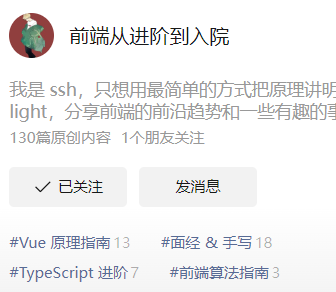 前端从进阶到入院
我是 ssh，只想用最简单的方式把原理讲明
light，分享前端的前沿趋势和一些有趣的
130篇原创内容 1个朋友关注
已关注
发消息
#Vue 原理指南 13 #面经 & 手写 18
#TypeScript 进阶 7 #前端算法指南 3